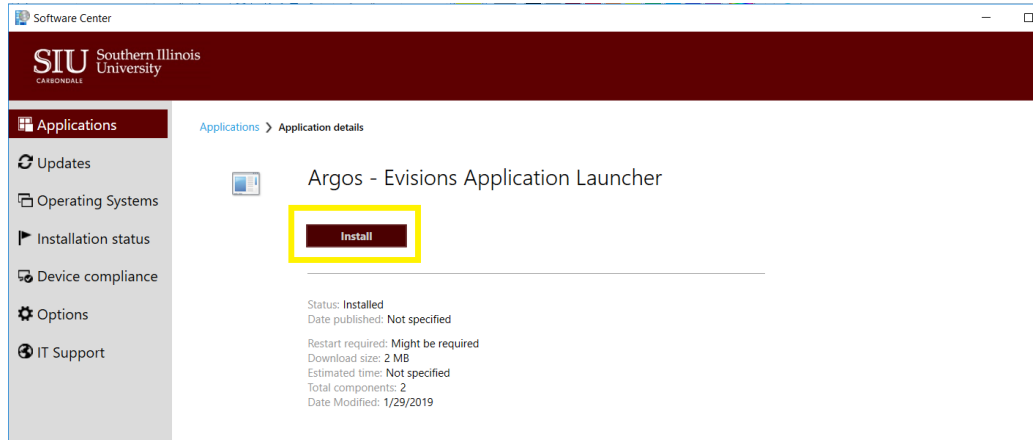 Software Center
SIU Southern Illinois
University
CARBONDALE
Applications
Updates
Operating Systems
Installation status
Device compliance
Options
IT Support
Applications ❯ Application details
Argos - Evisions Application Launcher
Install
Status: Installed
Date published: Not specified
Restart required: Might be required
Download size: 2 MB
Estimated time: Not specified
Total components: 2
Date Modified: 1/29/2019